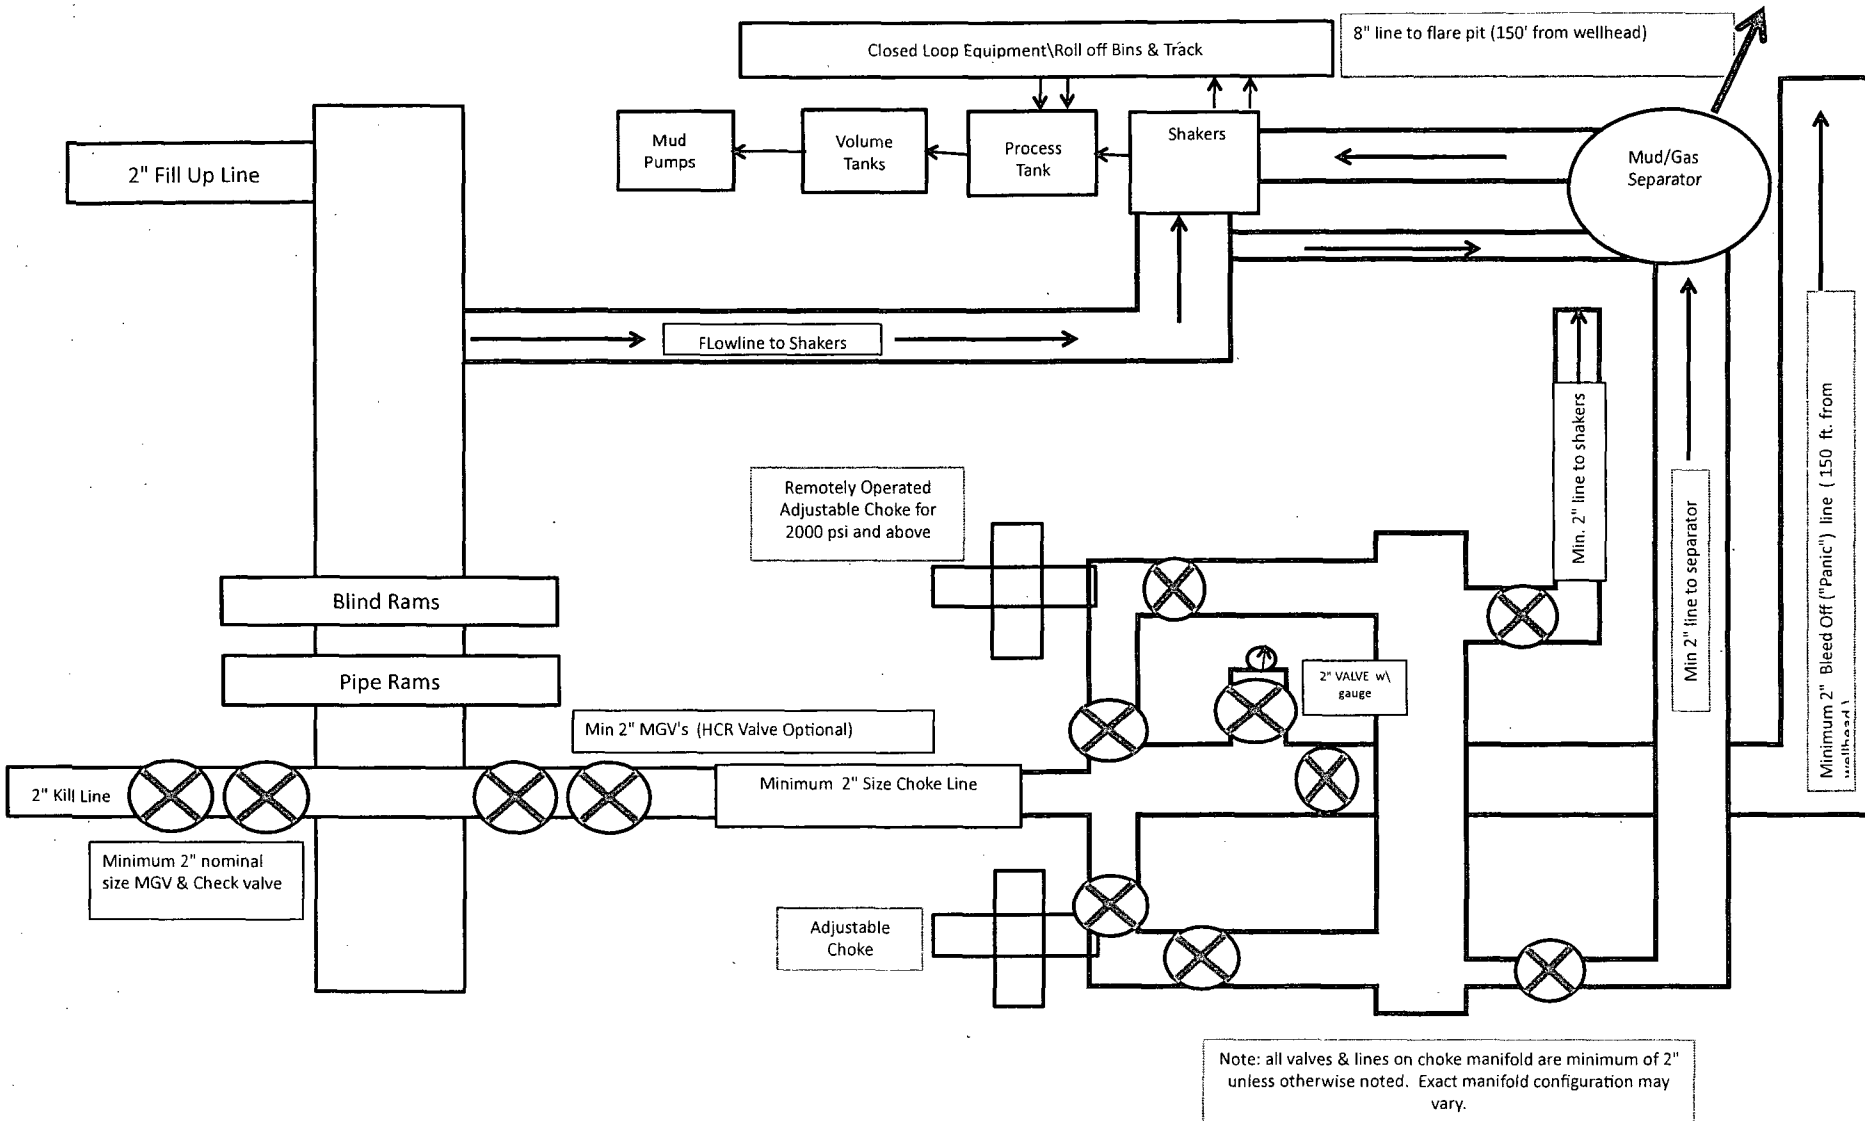 Closed Loop Equipment\Roll off Bins & Track
8" line to flare pit (150' from wellhead)
Mud
Pumps
Volume
Tanks
Process
Tank
Shakers
Mud/Gas
Separator
2" Fill Up Line
FLowline to Shakers
Min. 2" line to shakers
Min 2" line to separator
Minimum 2" Bleed Off ("Panic") line ( 150 ft. from
wellhead)
Remotely Operated
Adjustable Choke for
2000 psi and above
Blind Rams
Pipe Rams
2" VALVE w\
gauge
Min 2" MGV's (HCR Valve Optional)
2" Kill Line
Minimum 2" Size Choke Line
Minimum 2" nominal
size MGV & Check valve
Adjustable
Choke
Note: all valves & lines on choke manifold are minimum of 2"
unless otherwise noted. Exact manifold configuration may
vary.